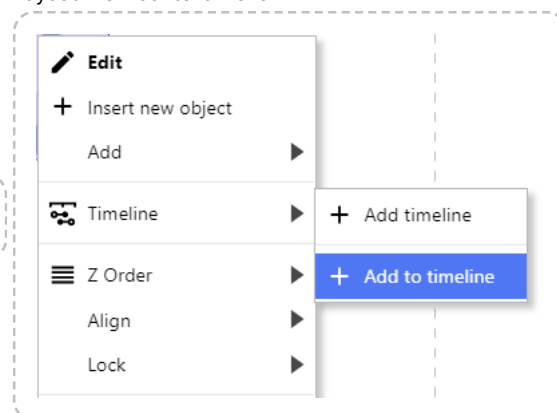 Edit
Insert new object
Add
Timeline
Add timeline
Z Order
Add to timeline
Align
Lock